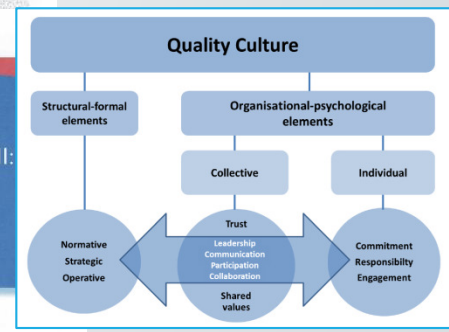 Quality Culture
Structural-formal
elements
Organisational-psychological
elements
Collective
Individual
Normative
Strategic
Operative
Trust
Leadership
Communication
Participation
Collaboration
Shared
values
Commitment
Responsibilty
Engagement